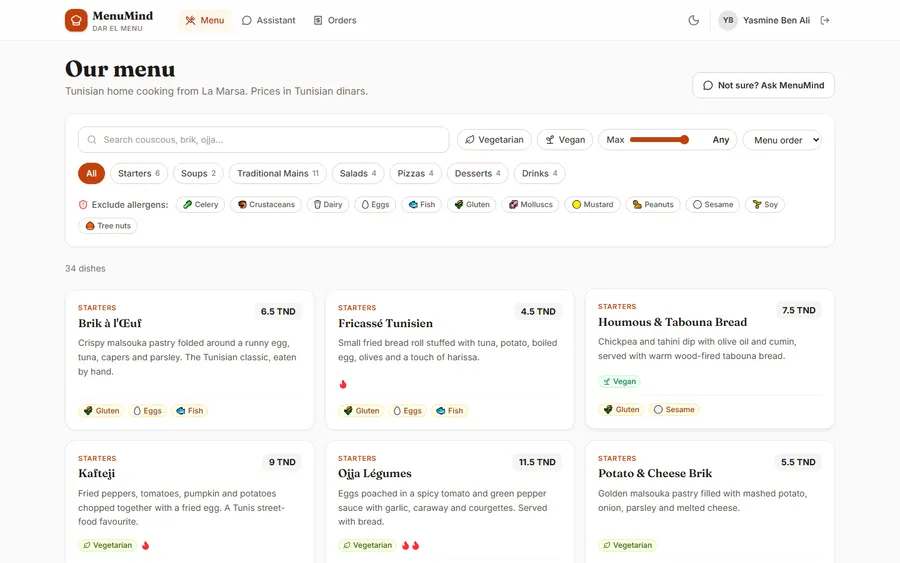 MenuMind
DAR EL MENU
Menu
Assistant
Orders
YB
Yasmine Ben Ali
Our menu
Tunisian home cooking from La Marsa. Prices in Tunisian dinars.
Not sure? Ask MenuMind
Search couscous, brik, ojja...
Vegetarian
Vegan
Max
Any
Menu order
All
Starters 6
Soups 2
Traditional Mains 11
Salads 4
Pizzas 4
Desserts 4
Drinks 4
Exclude allergens:
Celery
Crustaceans
Dairy
Eggs
Fish
Gluten
Molluscs
Mustard
Peanuts
Sesame
Soy
Tree nuts
34 dishes
STARTERS
Brik à l'Œuf
6.5 TND
Crispy malsouka pastry folded around a runny egg,
tuna, capers and parsley. The Tunisian classic, eaten
by hand.
Gluten
Eggs
Fish
STARTERS
Fricassé Tunisien
4.5 TND
Small fried bread roll stuffed with tuna, potato, boiled
egg, olives and a touch of harissa.
Gluten
Eggs
Fish
STARTERS
Houmous & Tabouna Bread
7.5 TND
Chickpea and tahini dip with olive oil and cumin,
served with warm wood-fired tabouna bread.
Vegan
Gluten
Sesame
STARTERS
Kafteji
9 TND
Fried peppers, tomatoes, pumpkin and potatoes
chopped together with a fried egg. A Tunis street-
food favourite.
Vegetarian
STARTERS
Ojja Légumes
11.5 TND
Eggs poached in a spicy tomato and green pepper
sauce with garlic, caraway and courgettes. Served
with bread.
Vegetarian
STARTERS
Potato & Cheese Brik
5.5 TND
Golden malsouka pastry filled with mashed potato,
onion, parsley and melted cheese.
Vegetarian